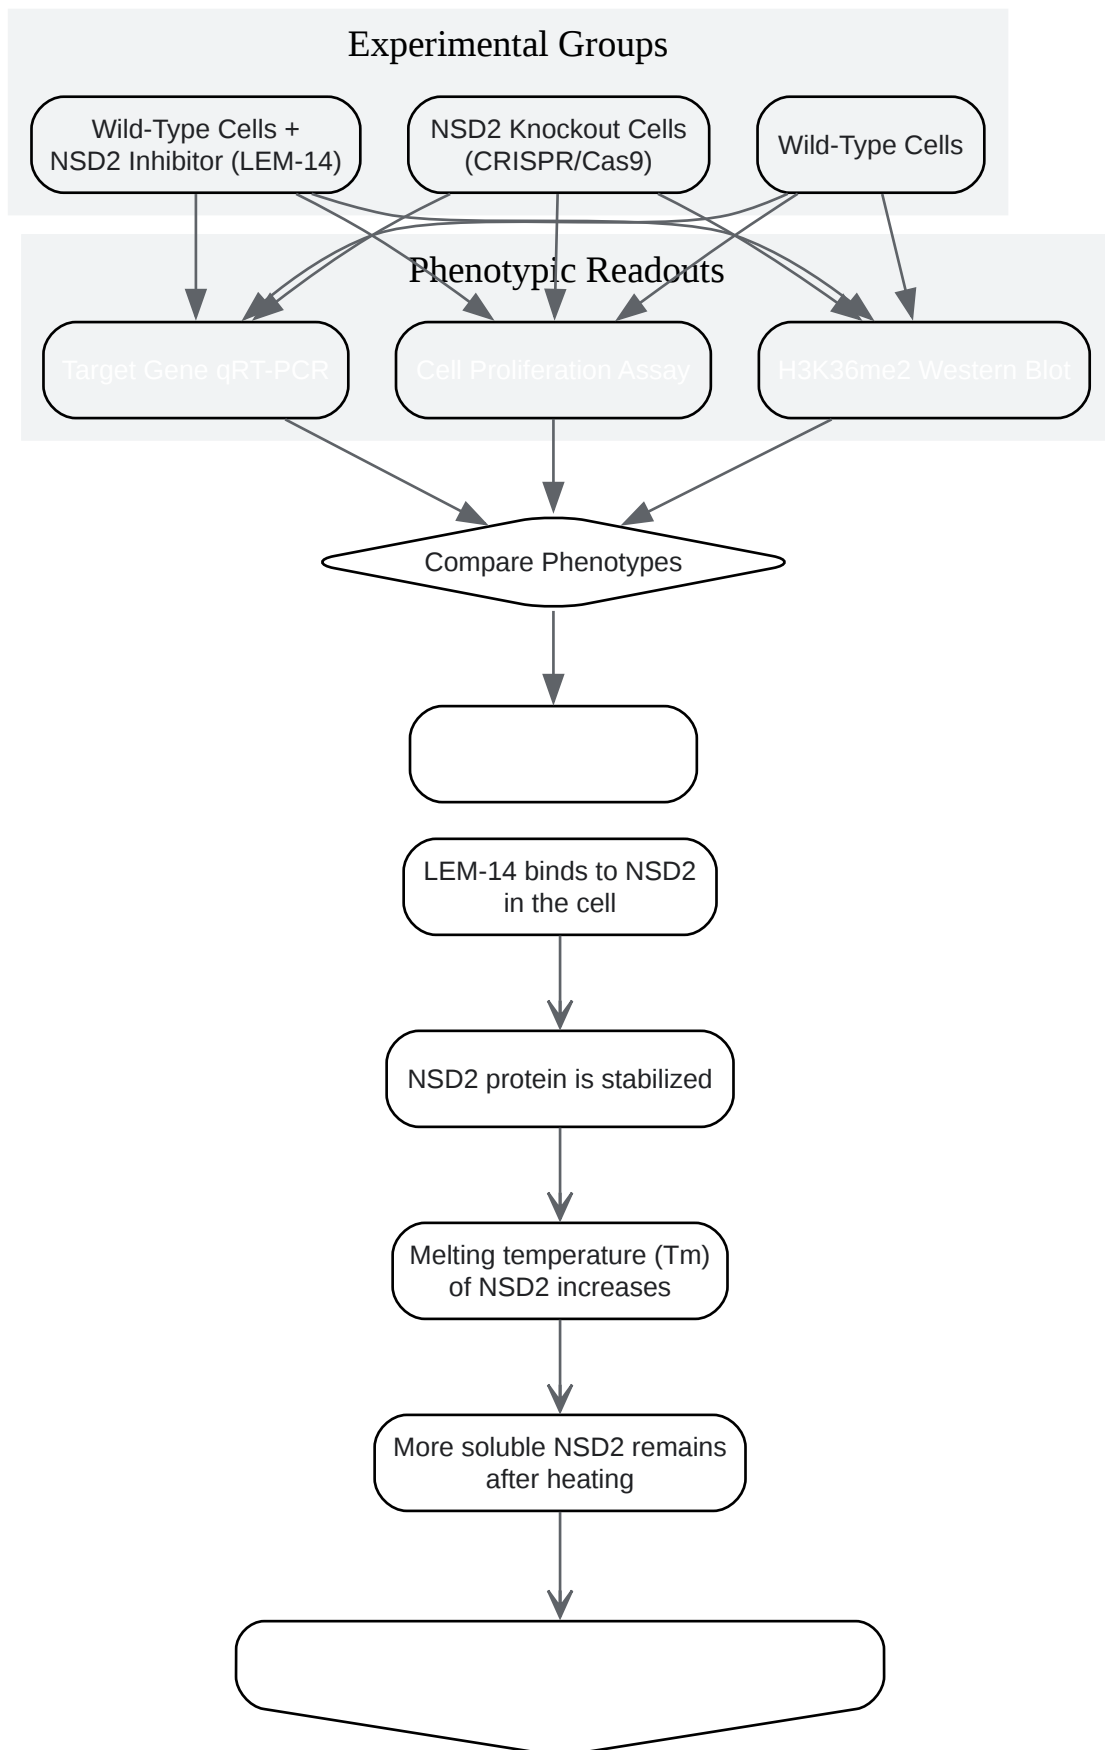 Experimental Groups
Wild-Type Cells +
NSD2 Inhibitor (LEM-14)
NSD2 Knockout Cells
(CRISPR/Cas9)
Wild-Type Cells
Phenotypic Readouts
Target Gene qRT-PCR
Cell Proliferation Assay
H3K36me2 Western Blot
Compare Phenotypes
LEM-14 binds to NSD2
in the cell
NSD2 protein is stabilized
Melting temperature (Tm)
of NSD2 increases
More soluble NSD2 remains
after heating